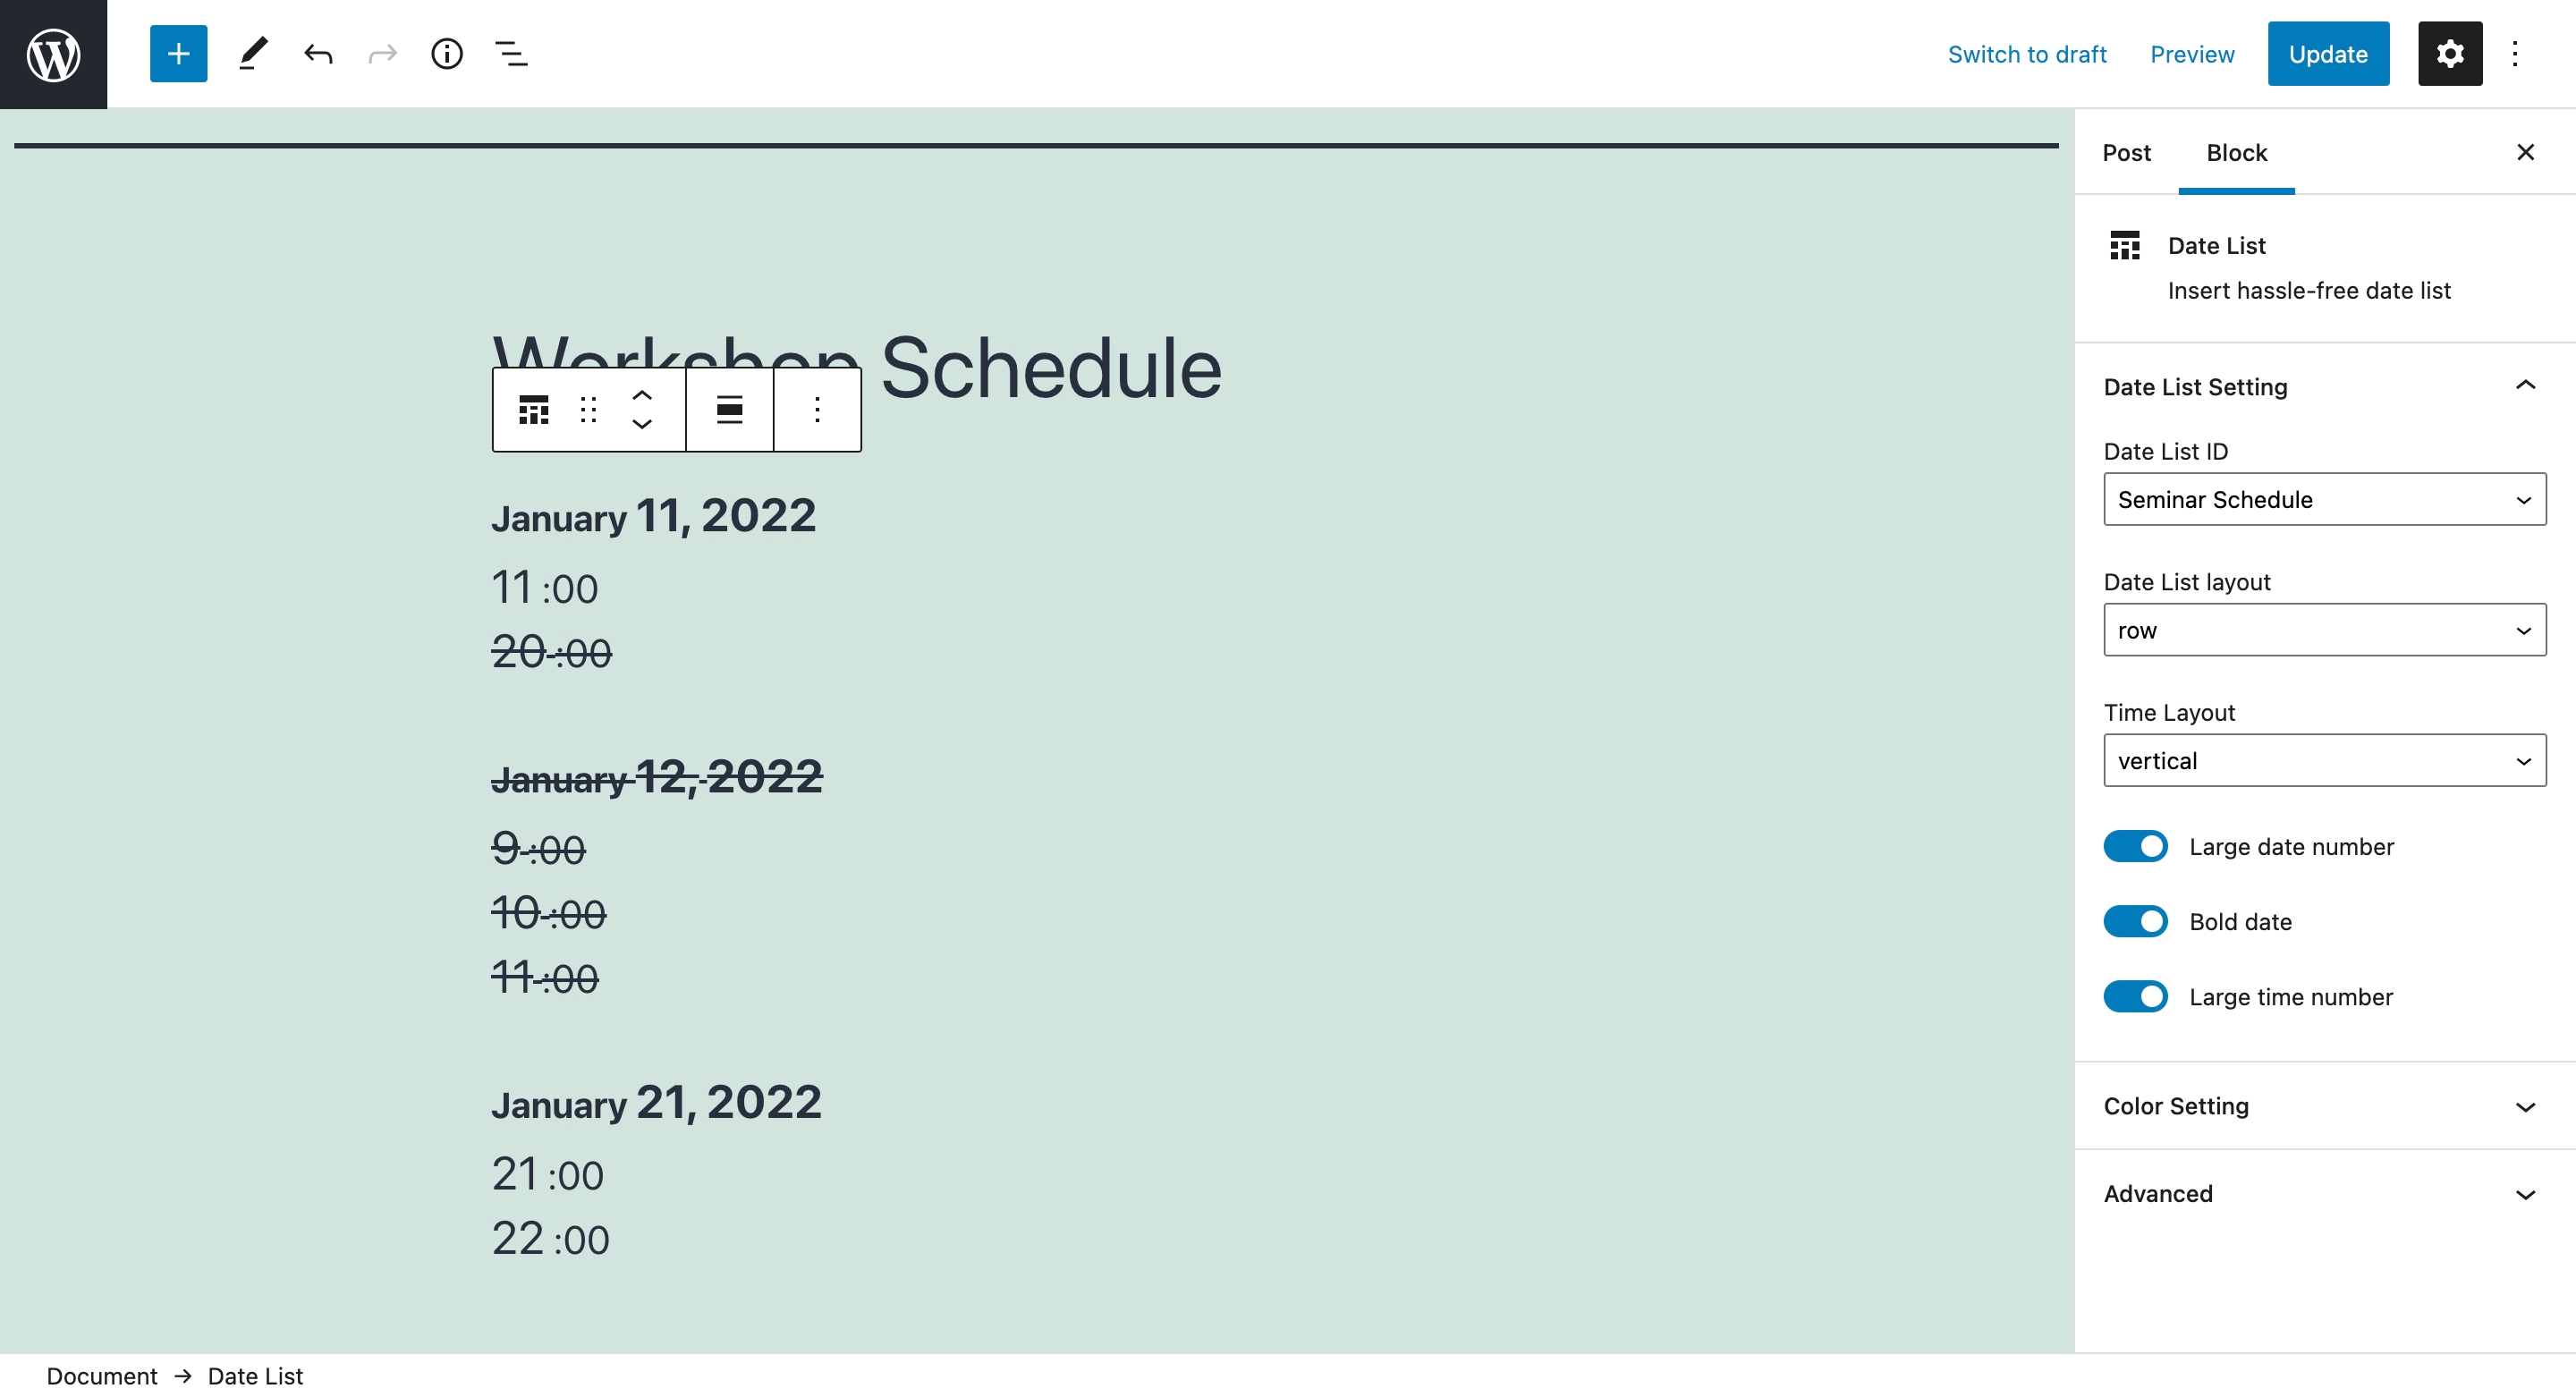 Switch to draft Preview Update
Post Block
Date List
Insert hassle-free date list
Workshop Schedule
January 11, 2022
11 :00
20 :00
January 12, 2022
9 :00
10 :00
11 :00
January 21, 2022
21 :00
22 :00
Date List Setting
Date List ID
Seminar Schedule
Date List layout
row
Time Layout
vertical
Large date number
Bold date
Large time number
Color Setting
Advanced
Document → Date List